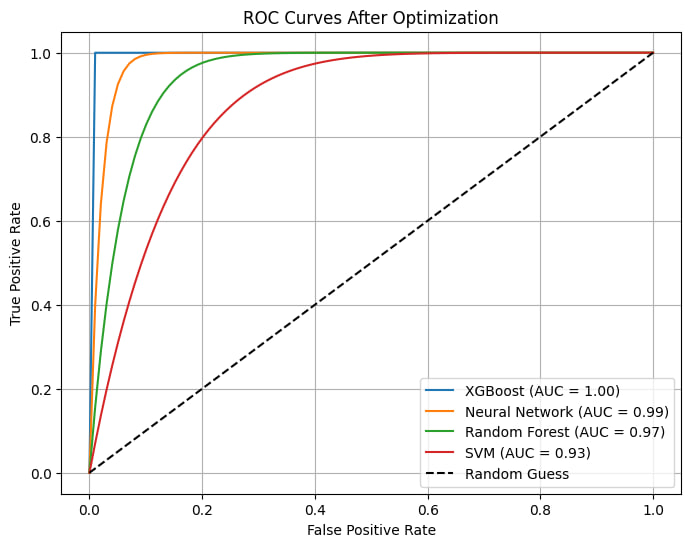 ROC Curves After Optimization
True Positive Rate
1.0
0.8
0.6
0.4
0.2
0.0
XGBoost (AUC = 1.00)
Neural Network (AUC = 0.99)
Random Forest (AUC = 0.97)
SVM (AUC = 0.93)
Random Guess
0.0 0.2 0.4 0.6 0.8 1.0
False Positive Rate